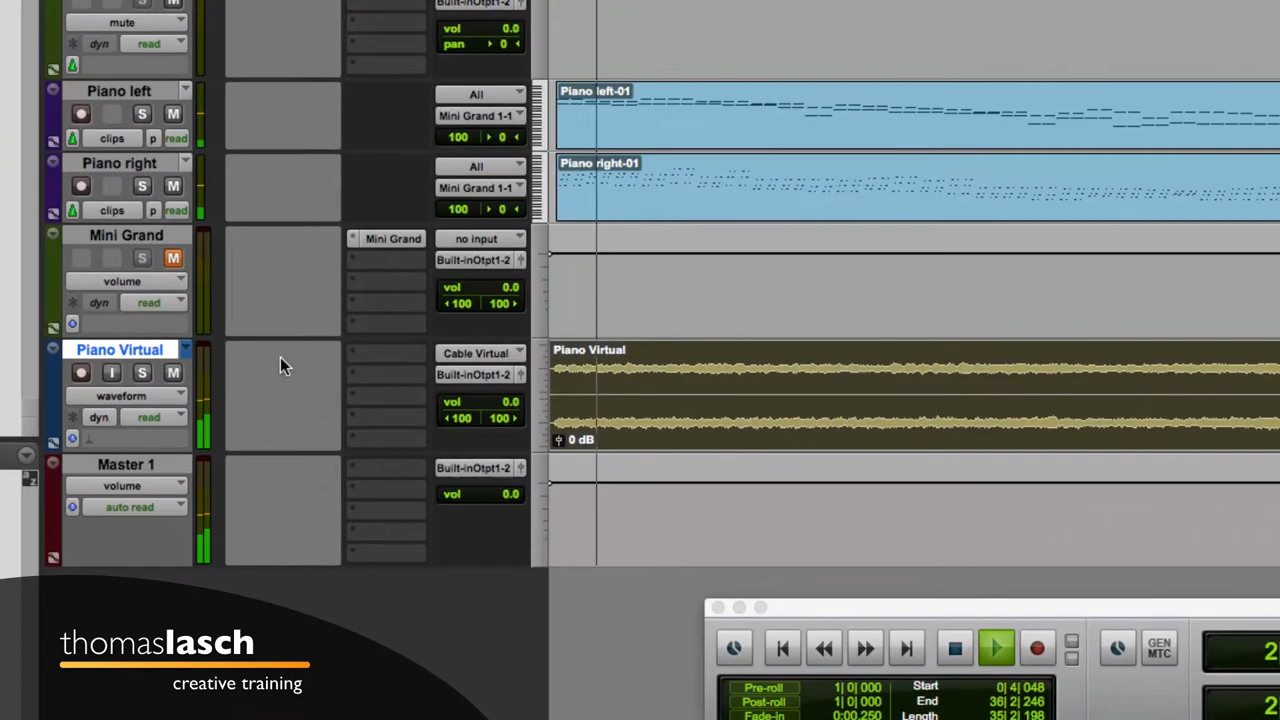 Built-inOtpt1-2
mute
vol 0.0
dyn read
pan 0
Piano left
All
Piano left-01
S M
Mini Grand 1-1
clips p read
100 0
Piano right
All
Piano right-01
S M
Mini Grand 1-1
clips p read
100 0
Mini Grand
Mini Grand
no input
S M
Built-inOtpt1-2
volume
vol 0.0
dyn read
100 100
Piano Virtual
Cable Virtual
Piano Virtual
I S M
Built-inOtpt1-2
waveform
vol 0.0
dyn read
100 100
0 dB
Master 1
Built-inOtpt1-2
a
z
volume
vol 0.0
auto read
thomaslasch
creative training
GEN
MTC
2
Pre-roll 1| 0| 000 Start 0| 4| 048
Post-roll 1| 0| 000 End 36| 2| 246
Fade-in 0:00.250 Length 35| 2| 198